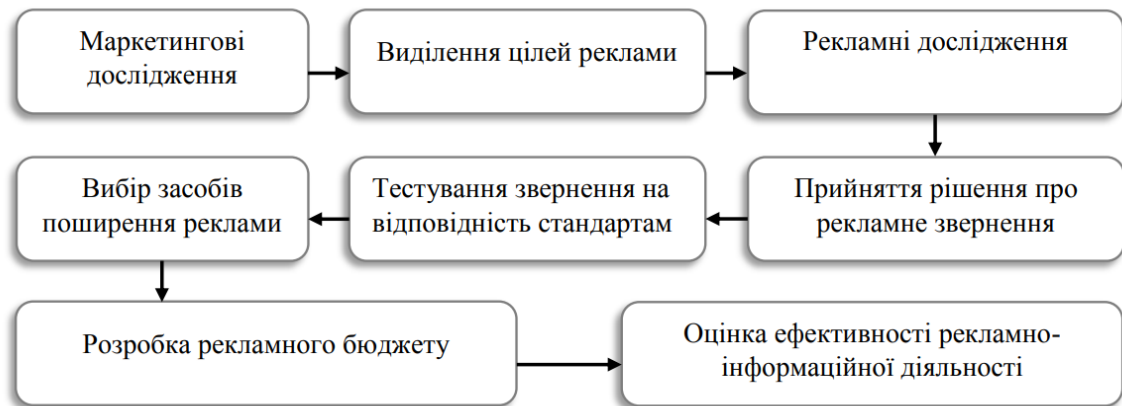 Маркетингові
дослідження
Виділення цілей реклами
Рекламні дослідження
Прийняття рішення про
рекламне звернення
Тестування звернення на
відповідність стандартам
Вибір засобів
поширення реклами
Розробка рекламного бюджету
Оцінка ефективності рекламно-
інформаційної діяльності